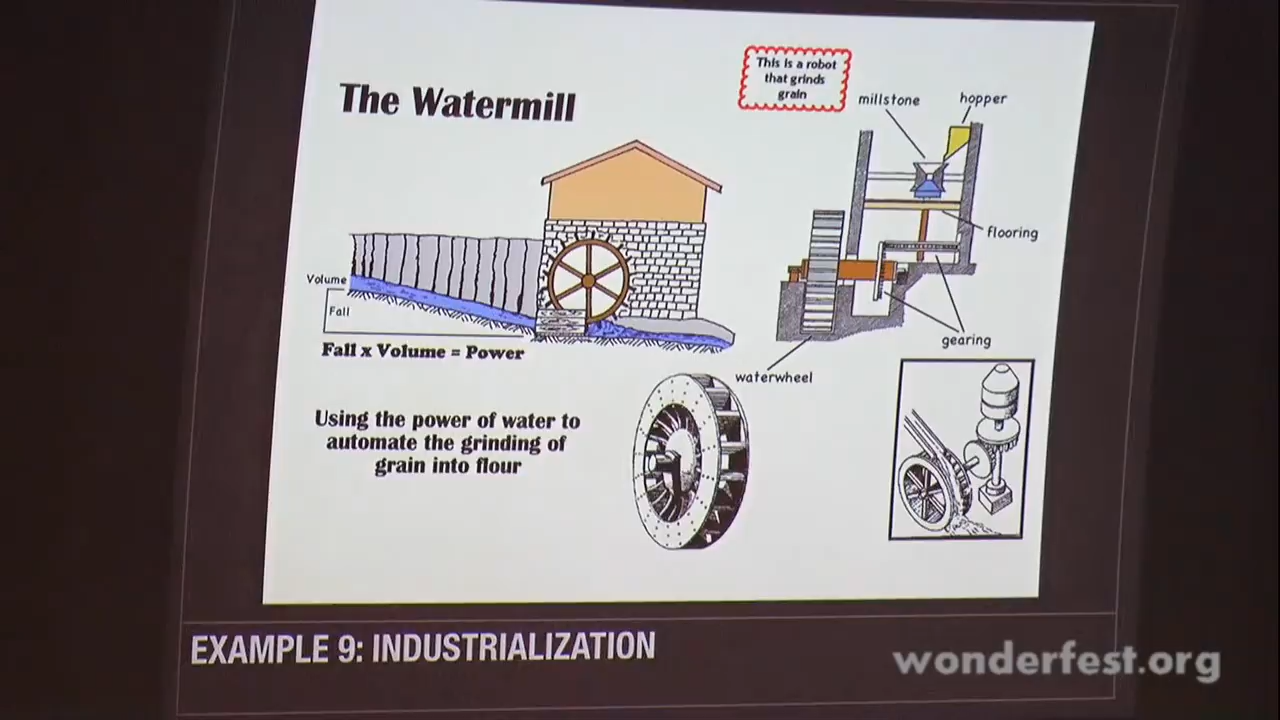 The Watermill
This is a robot
that grinds
grain
millstone
hopper
flooring
Volume
Fall
Fall x Volume = Power
gearing
waterwheel
Using the power of water to
automate the grinding of
grain into flour
EXAMPLE 9: INDUSTRIALIZATION
wonderfest.org